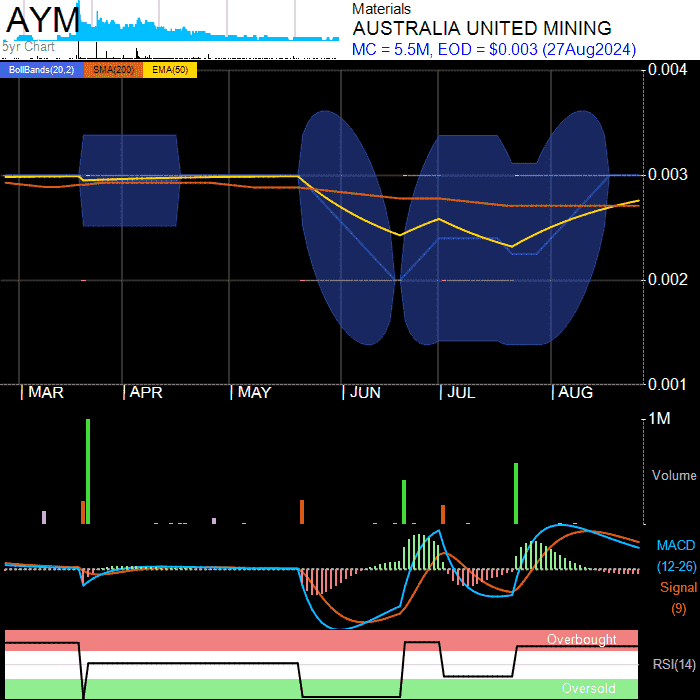 AYM
5yr Chart
Materials
AUSTRALIA UNITED MINING
MC = 5.5M, EOD = $0.003 (27Aug2024)
BollBands(20,2) SMA(200) EMA(50)
0.004
0.003
0.002
0.001
MAR APR MAY JUN JUL AUG
1M
Volume
MACD
(12-26)
Signal
(9)
Overbought
RSI(14)
Oversold